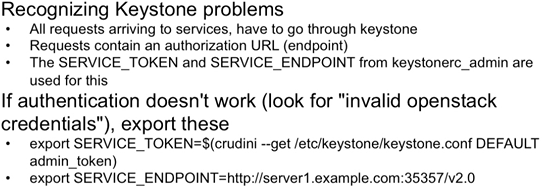 Recognizing Keystone problems
• All requests arriving to services, have to go through keystone
• Requests contain an authorization URL (endpoint)
• The SERVICE_TOKEN and SERVICE_ENDPOINT from keystonerc_admin are
used for this
If authentication doesn't work (look for "invalid openstack
credentials"), export these
• export SERVICE_TOKEN=$(crudini --get /etc/keystone/keystone.conf DEFAULT
admin_token)
• export SERVICE_ENDPOINT=http://server1.example.com:35357/v2.0